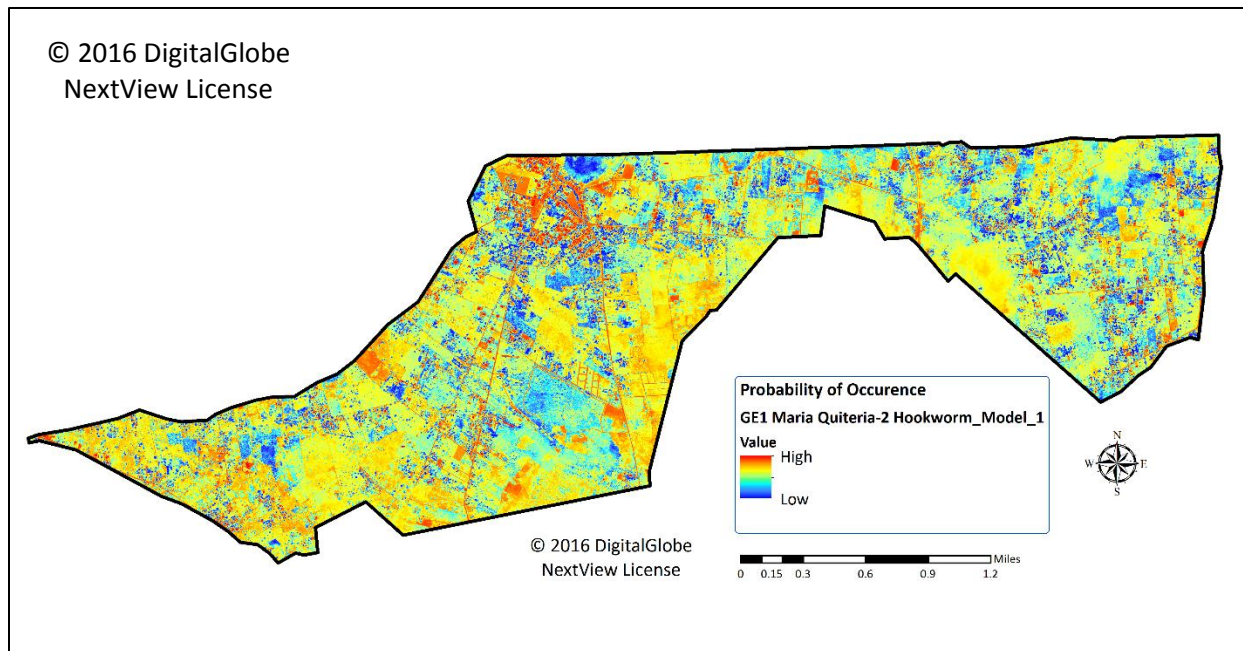 © 2016 DigitalGlobe
NextView License
Probability of Occurence
GE1 Maria Quiteria-2 Hookworm_Model_1
Value
High
Low
N
W E
S
© 2016 DigitalGlobe
NextView License
Miles
0 0.15 0.3 0.6 0.9 1.2